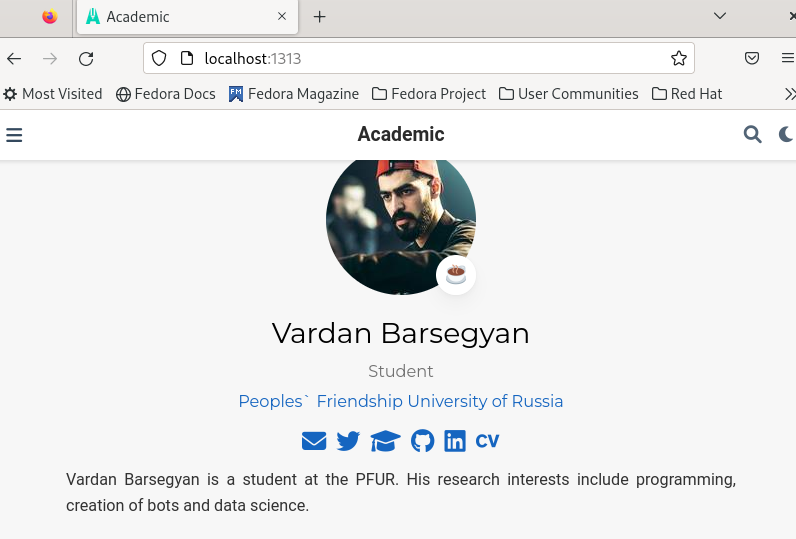 Academic
localhost:1313
Most Visited Fedora Docs FM Fedora Magazine Fedora Project User Communities Red Hat
Academic
Vardan Barsegyan
Student
Peoples` Friendship University of Russia
CV
Vardan Barsegyan is a student at the PFUR. His research interests include programming,
creation of bots and data science.